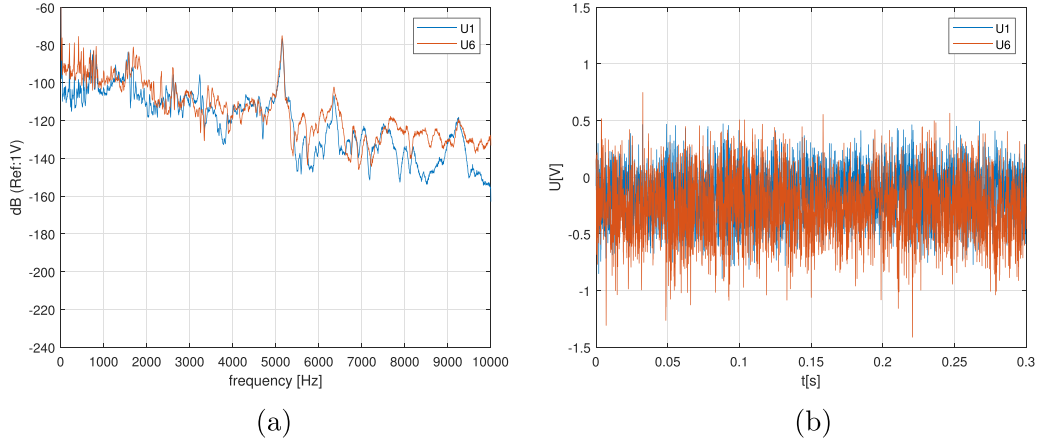 -60
-80
-100
-120
-140
-160
-180
-200
-220
-240
dB (Ref:1V)
0 1000 2000 3000 4000 5000 6000 7000 8000 9000 10000
frequency [Hz]
U1
U6
(a)
1.5
1
0.5
0
-0.5
-1
-1.5
U[V]
0 0.05 0.1 0.15 0.2 0.25 0.3
t[s]
U1
U6
(b)